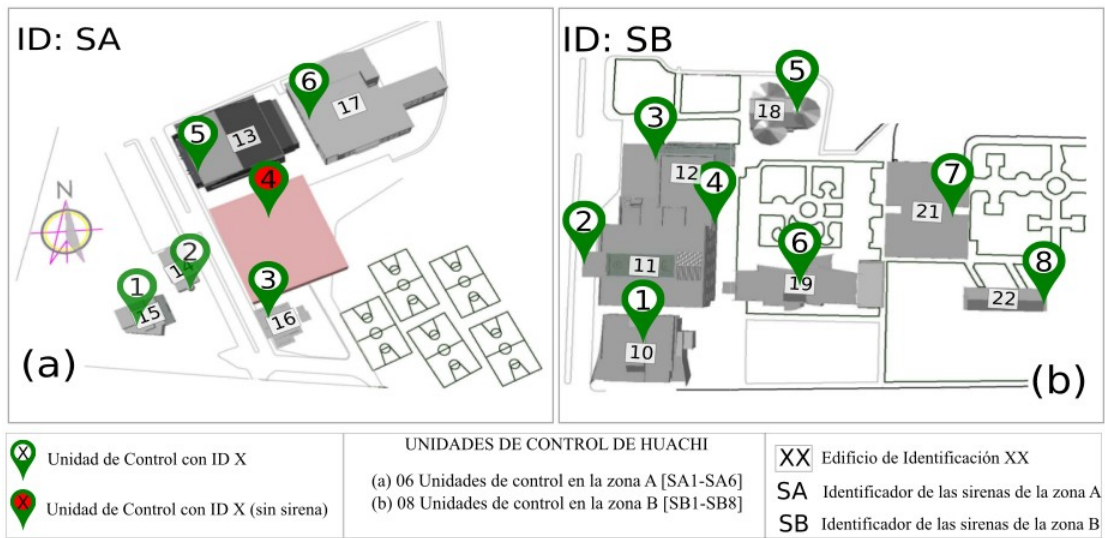 ID: SA
6
17
5
13
4
N
2
14
1
15
3
16
(a)
ID: SB
5
18
3
12
4
7
21
2
11
6
19
8
22
1
10
(b)
X Unidad de Control con ID X
X Unidad de Control con ID X (sin sirena)
UNIDADES DE CONTROL DE HUACHI
(a) 06 Unidades de control en la zona A [SA1-SA6]
(b) 08 Unidades de control en la zona B [SB1-SB8]
XX Edificio de Identificación XX
SA Identificador de las sirenas de la zona A
SB Identificador de las sirenas de la zona B